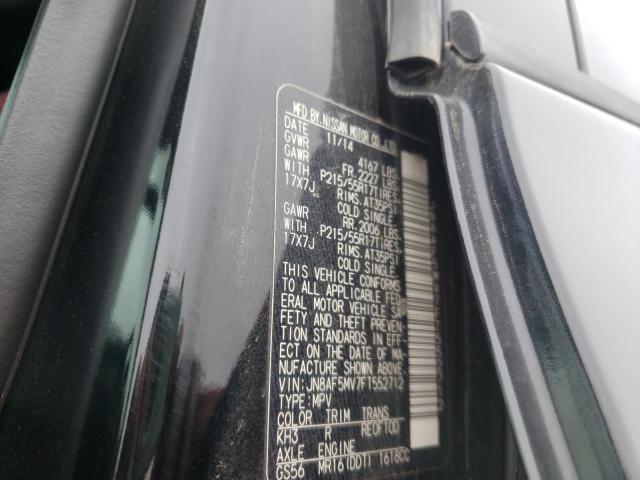 MFD BY NISSAN MOTOR CO.,LTD.
DATE 11/14
GVWR 4167 LBS
GAWR FR. 2227 LBS.
WITH P215/55R17TIRES.
17X7J RIMS.AT35PSI
COLD SINGLE.
GAWR RR. 2006 LBS.
WITH P215/55R17TIRES.
17X7J RIMS.AT35PSI
COLD SINGLE.
THIS VEHICLE CONFORMS
TO ALL APPLICABLE FED
ERAL MOTOR VEHICLE SA
FETY AND THEFT PREVEN
TION STANDARDS IN EFF
ECT ON THE DATE OF MA-
NUFACTURE SHOWN ABOVE.
VIN:JN8AF5MV7FT552712
TYPE:MPV
COLOR TRIM TRANS
KH3 R RE0F10D
AXLE ENGINE
GS56 MR16(DDT) 1618CC